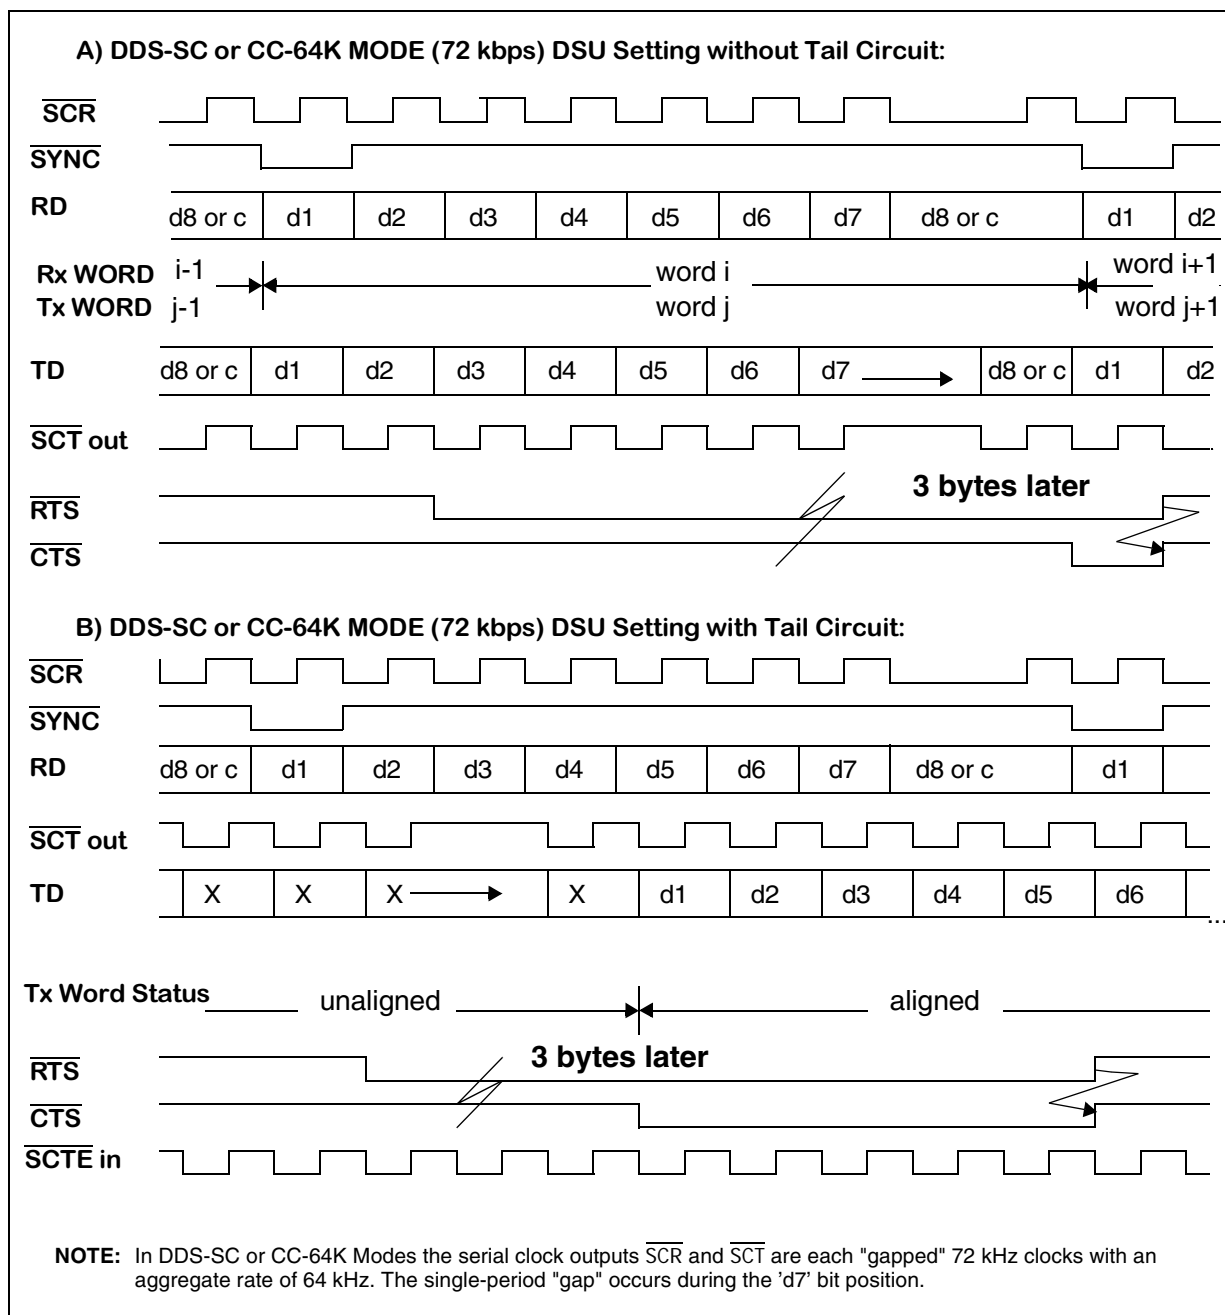 A) DDS-SC or CC-64K MODE (72 kbps) DSU Setting without Tail Circuit:
SCR
SYNC
RD d8 or c d1 d2 d3 d4 d5 d6 d7 d8 or c d1 d2
Rx WORD i-1 word i word i+1
Tx WORD j-1 word j word j+1
TD d8 or c d1 d2 d3 d4 d5 d6 d7 d8 or c d1 d2
SCT out
3 bytes later
RTS
CTS
B) DDS-SC or CC-64K MODE (72 kbps) DSU Setting with Tail Circuit:
SCR
SYNC
RD d8 or c d1 d2 d3 d4 d5 d6 d7 d8 or c d1
SCT out
TD X X X X d1 d2 d3 d4 d5 d6 ...
Tx Word Status unaligned aligned
3 bytes later
RTS
CTS
SCTE in
NOTE: In DDS-SC or CC-64K Modes the serial clock outputs SCR and SCT are each "gapped" 72 kHz clocks with an
aggregate rate of 64 kHz. The single-period "gap" occurs during the 'd7' bit position.